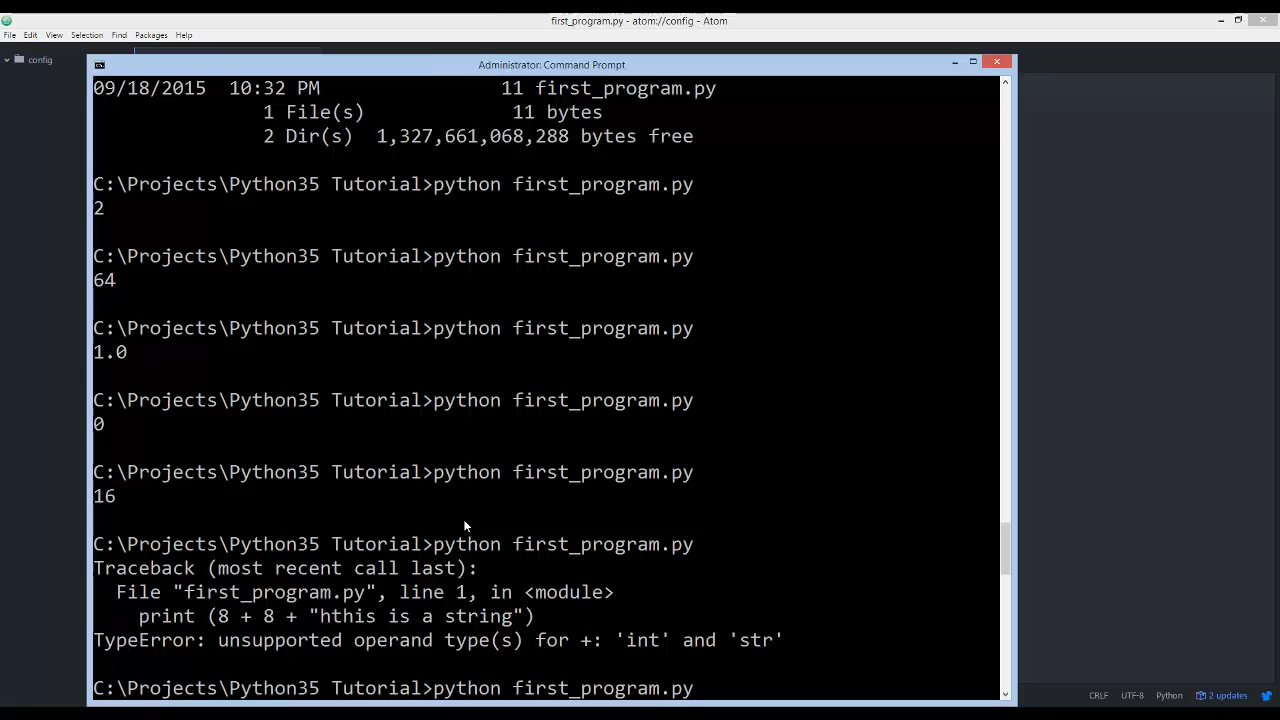 first_program.py - atom://config - Atom
File Edit View Selection Find Packages Help
config
Administrator: Command Prompt
09/18/2015  10:32 PM                11 first_program.py
               1 File(s)             11 bytes
               2 Dir(s)  1,327,661,068,288 bytes free
C:\Projects\Python35 Tutorial>python first_program.py
2
C:\Projects\Python35 Tutorial>python first_program.py
64
C:\Projects\Python35 Tutorial>python first_program.py
1.0
C:\Projects\Python35 Tutorial>python first_program.py
0
C:\Projects\Python35 Tutorial>python first_program.py
16
C:\Projects\Python35 Tutorial>python first_program.py
Traceback (most recent call last):
  File "first_program.py", line 1, in <module>
    print (8 + 8 + "hthis is a string")
TypeError: unsupported operand type(s) for +: 'int' and 'str'
C:\Projects\Python35 Tutorial>python first_program.py
CRLF UTF-8 Python 2 updates